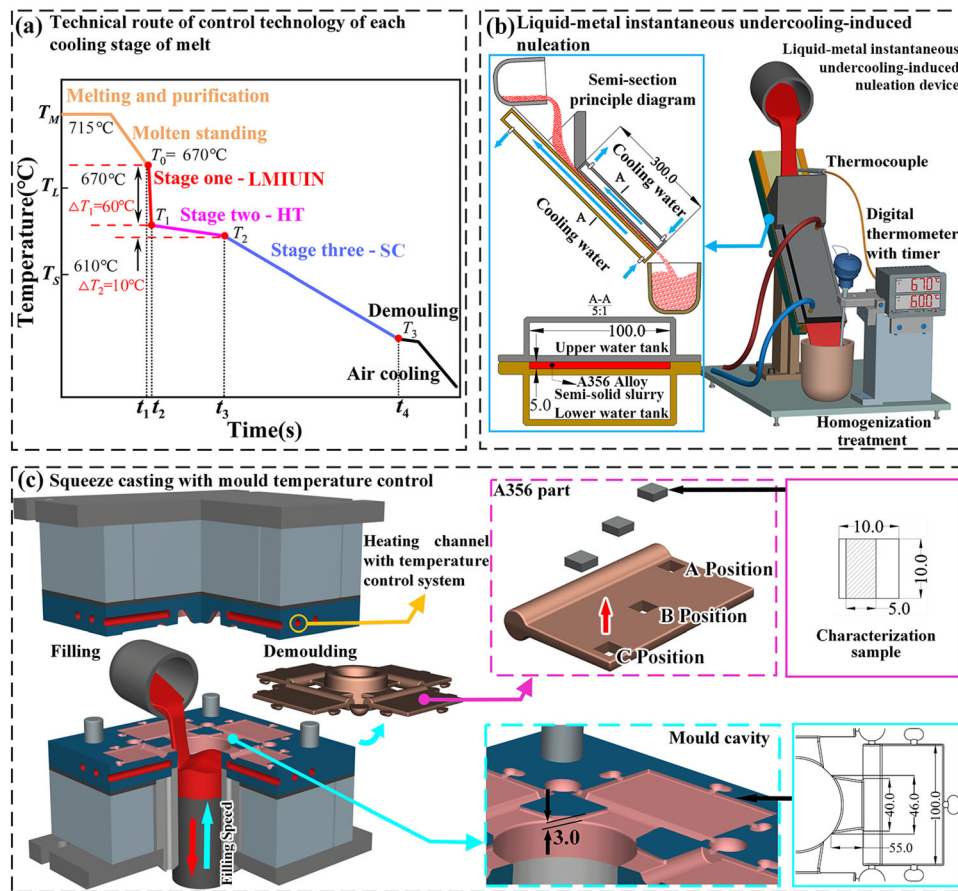 (a) Technical route of control technology of each
cooling stage of melt
Temperature(℃)
Melting and purification
T_M
715℃
Molten standing
T_0= 670℃
T_L
670℃
Stage one - LMIUIN
△T_1=60℃
T_1
Stage two - HT
T_2
T_S
610℃
△T_2=10℃
Stage three - SC
Demouling
T_3
Air cooling
t_1 t_2 t_3 t_4
Time(s)
(b) Liquid-metal instantaneous undercooling-induced
nuleation
Semi-section
principle diagram
300.0
Cooling water
A
A
Cooling water
A-A
5:1
100.0
Upper water tank
A356 Alloy
Semi-solid slurry
5.0
Lower water tank
Liquid-metal instantaneous
undercooling-induced
nuleation device
Thermocouple
Digital
thermometer
with timer
670℃
600℃
Homogenization
treatment
(c) Squeeze casting with mould temperature control
Heating channel
with temperature
control system
Filling
Demoulding
Filling Speed
A356 part
A Position
B Position
C Position
10.0
10.0
5.0
Characterization
sample
Mould cavity
3.0
40.0
46.0
100.0
55.0